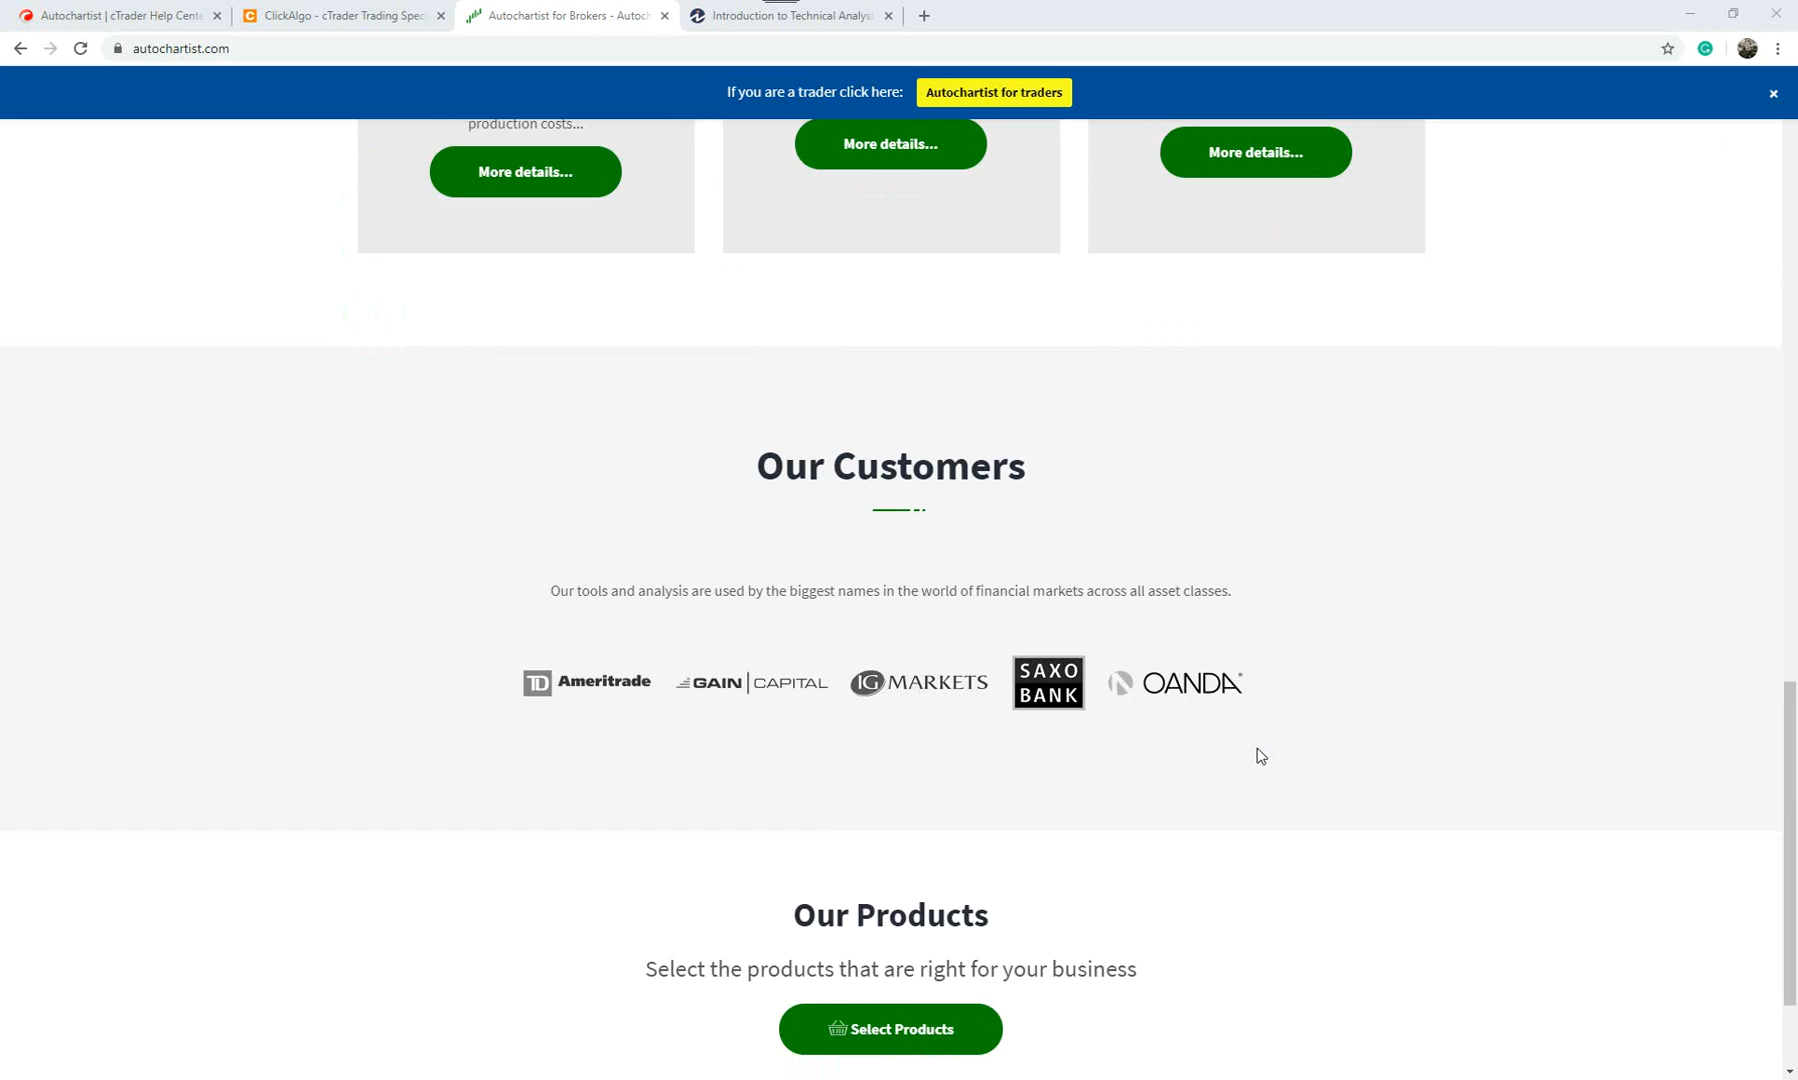 Autochartist | cTrader Help Cente
ClickAlgo - cTrader Trading Speci
Autochartist for Brokers - Autoch
Introduction to Technical Analysis
autochartist.com
If you are a trader click here: Autochartist for traders
production costs...
More details...
More details...
More details...
Our Customers
Our tools and analysis are used by the biggest names in the world of financial markets across all asset classes.
TD Ameritrade
GAIN | CAPITAL
IG MARKETS
SAXO
BANK
OANDA
Our Products
Select the products that are right for your business
Select Products